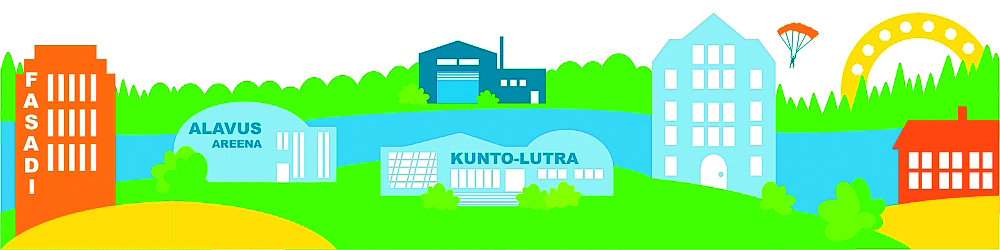 FASADI
ALAVUS
AREENA
KUNTO-LUTRA